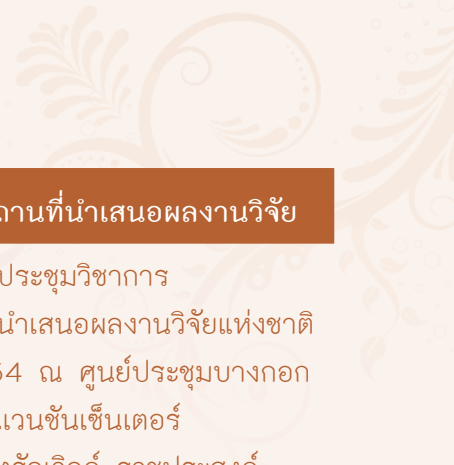 ถานที่นำเสนอผลงานวิจัย
ประชุมวิชาการ
นำเสนอผลงานวิจัยแห่งชาติ
64 ณ ศูนย์ประชุมบางกอก
แวนชันเซ็นเตอร์